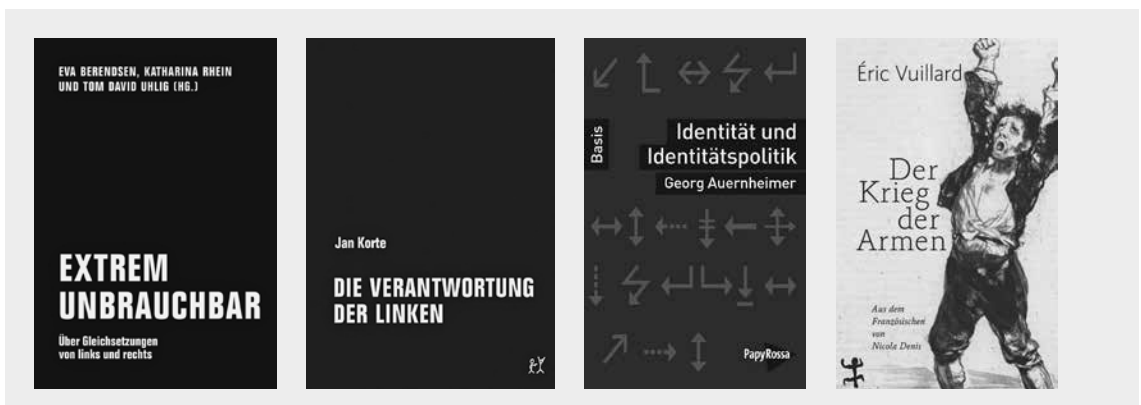 EVA BERENDSEN, KATHARINA RHEIN
UND TOM DAVID UHLIG (HG.)
EXTREM
UNBRAUCHBAR
Über Gleichsetzungen
von links und rechts
Jan Korte
DIE VERANTWORTUNG
DER LINKEN
Basis
Identität und
Identitätspolitik
Georg Auernheimer
PapyRossa
Éric Vuillard
Der
Krieg
der
Armen
Aus dem
Französischen
von
Nicola Denis